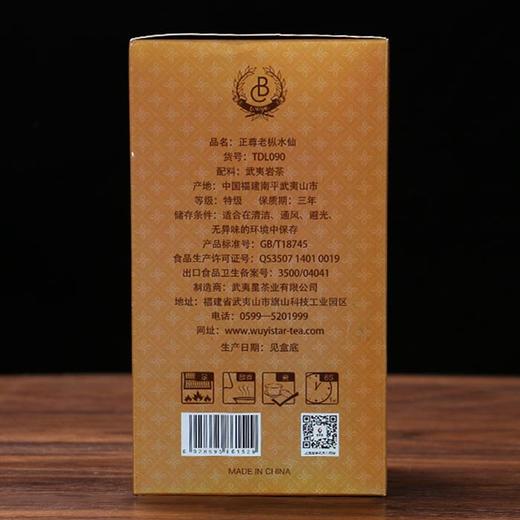 CB
品名：正尊老枞水仙
货号：TDL090
配料：武夷岩茶
产地：中国福建南平武夷山市
等级：特级 保质期：三年
储存条件：适合在清洁、通风、避光、
无异味的环境中保存
产品标准号：GB/T18745
食品生产许可证号：QS3507 1401 0019
出口食品卫生备案号：3500/04041
制造商：武夷星茶业有限公司
地址：福建省武夷山市旗山科技工业园区
电话：0599—5201999
网址：www.wuyistar-tea.com
生产日期：见盒底
MADE IN CHINA